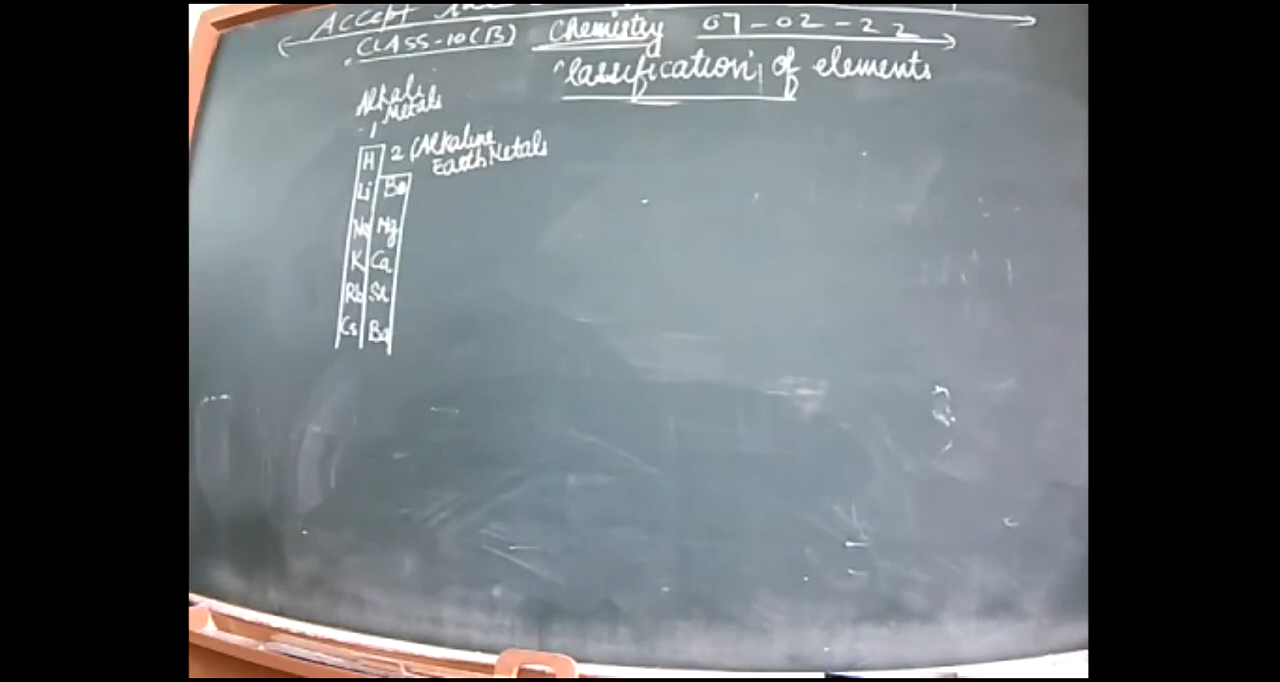 Accept
CLASS-10(B) Chemistry 07-02-22
Classification of elements
Alkali
Metals
1
H 2 (Alkaline
Earth Metals
Li Be
Na Mg
K Ca
Rb Sr
Cs Ba